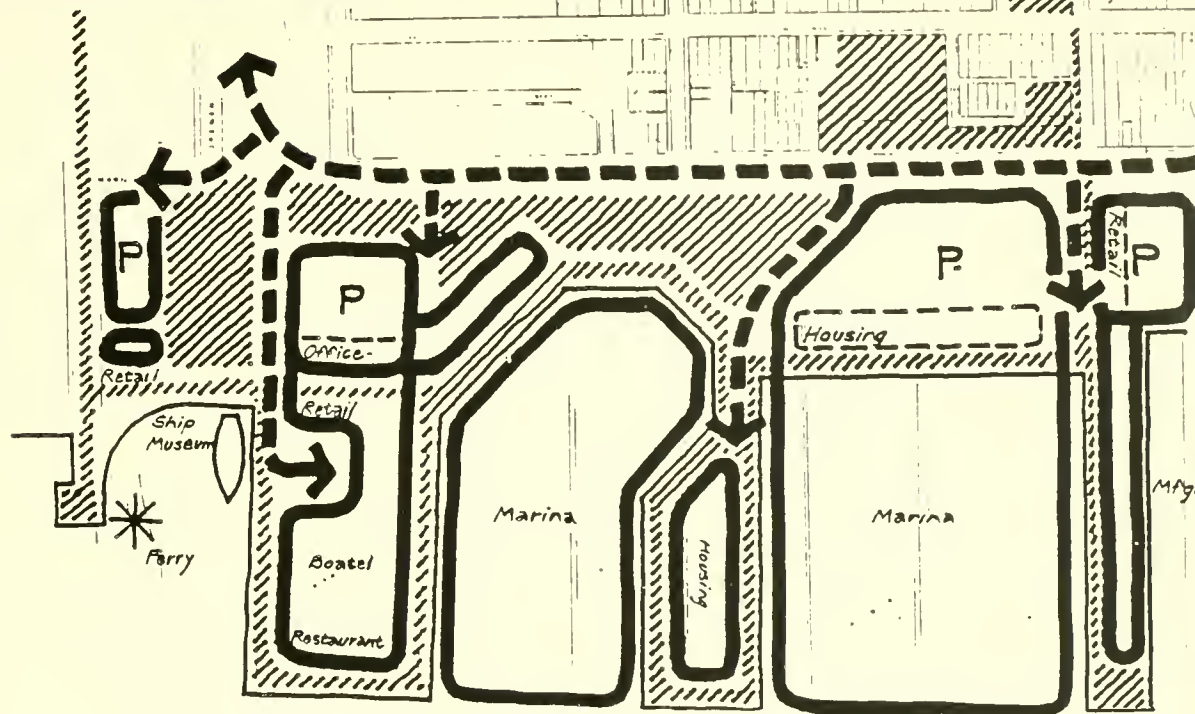 P
Retail
Ship
Museum
Ferry
P
Office
Retail
Boatel
Restaurant
Marina
Housing
P.
Housing
Marina
Retail
P
Mfg.